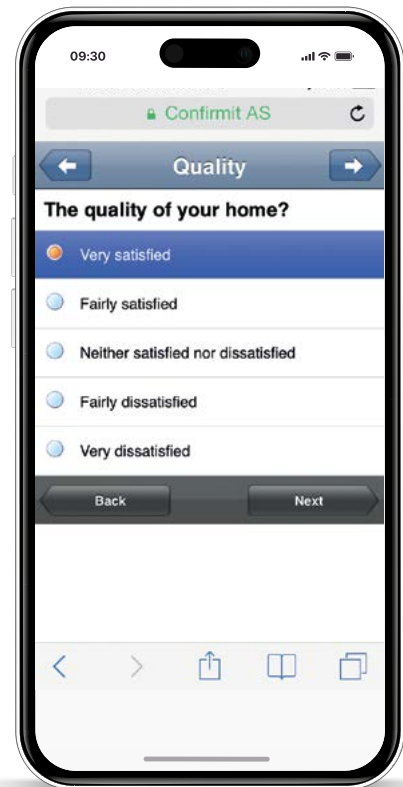 09:30
Confirmit AS
Quality
The quality of your home?
Very satisfied
Fairly satisfied
Neither satisfied nor dissatisfied
Fairly dissatisfied
Very dissatisfied
Back Next